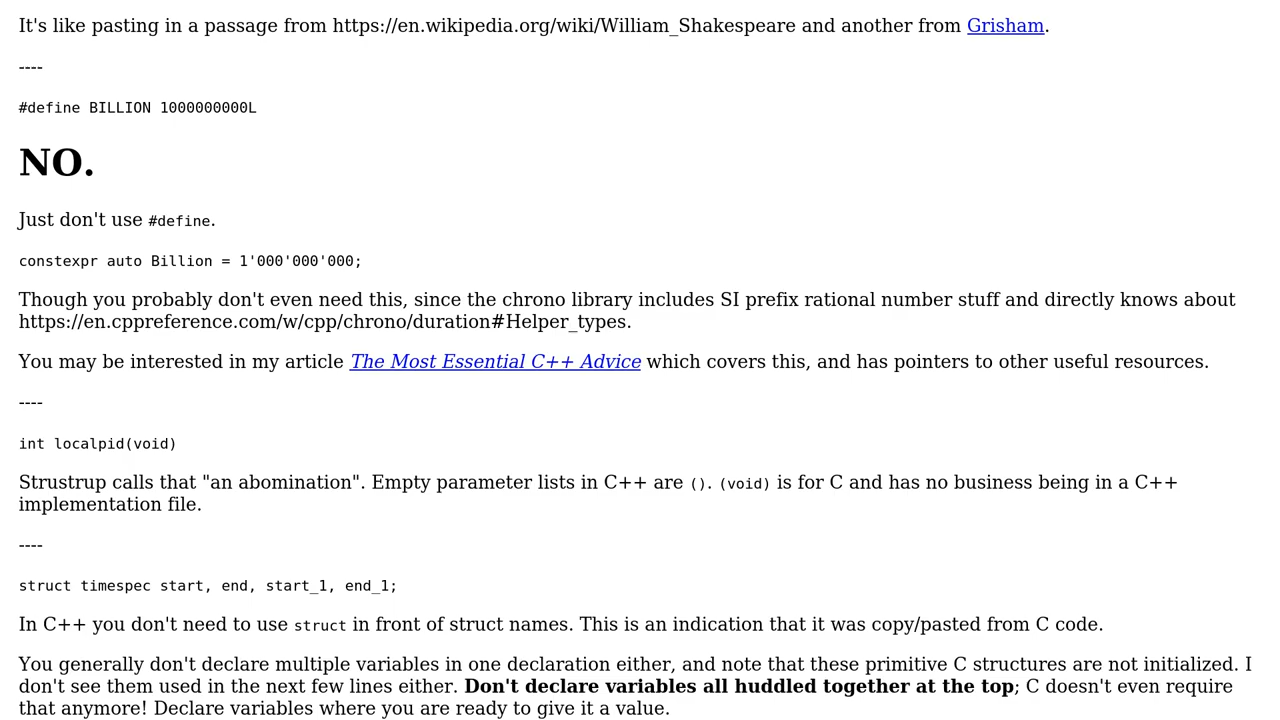 It's like pasting in a passage from https://en.wikipedia.org/wiki/William_Shakespeare and another from Grisham.
----
#define BILLION 1000000000L
NO.
Just don't use #define.
constexpr auto Billion = 1'000'000'000;
Though you probably don't even need this, since the chrono library includes SI prefix rational number stuff and directly knows about
https://en.cppreference.com/w/cpp/chrono/duration#Helper_types.
You may be interested in my article The Most Essential C++ Advice which covers this, and has pointers to other useful resources.
----
int localpid(void)
Strustrup calls that "an abomination". Empty parameter lists in C++ are (). (void) is for C and has no business being in a C++
implementation file.
----
struct timespec start, end, start_1, end_1;
In C++ you don't need to use struct in front of struct names. This is an indication that it was copy/pasted from C code.
You generally don't declare multiple variables in one declaration either, and note that these primitive C structures are not initialized. I
don't see them used in the next few lines either. Don't declare variables all huddled together at the top; C doesn't even require
that anymore! Declare variables where you are ready to give it a value.